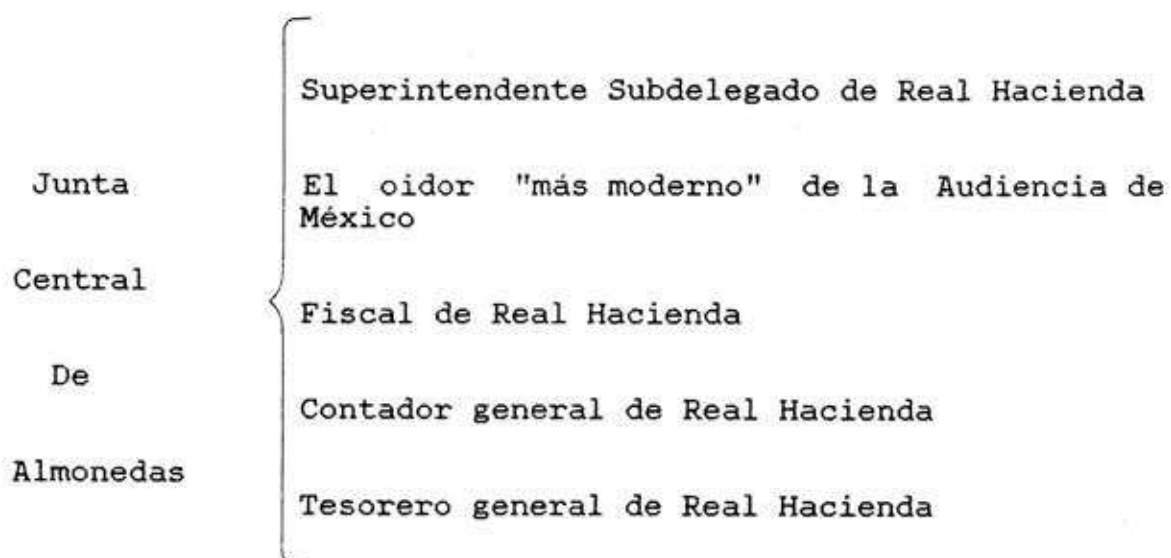 Junta
Central
De
Almonedas
Superintendente Subdelegado de Real Hacienda
El oidor "más moderno" de la Audiencia de
México
Fiscal de Real Hacienda
Contador general de Real Hacienda
Tesorero general de Real Hacienda